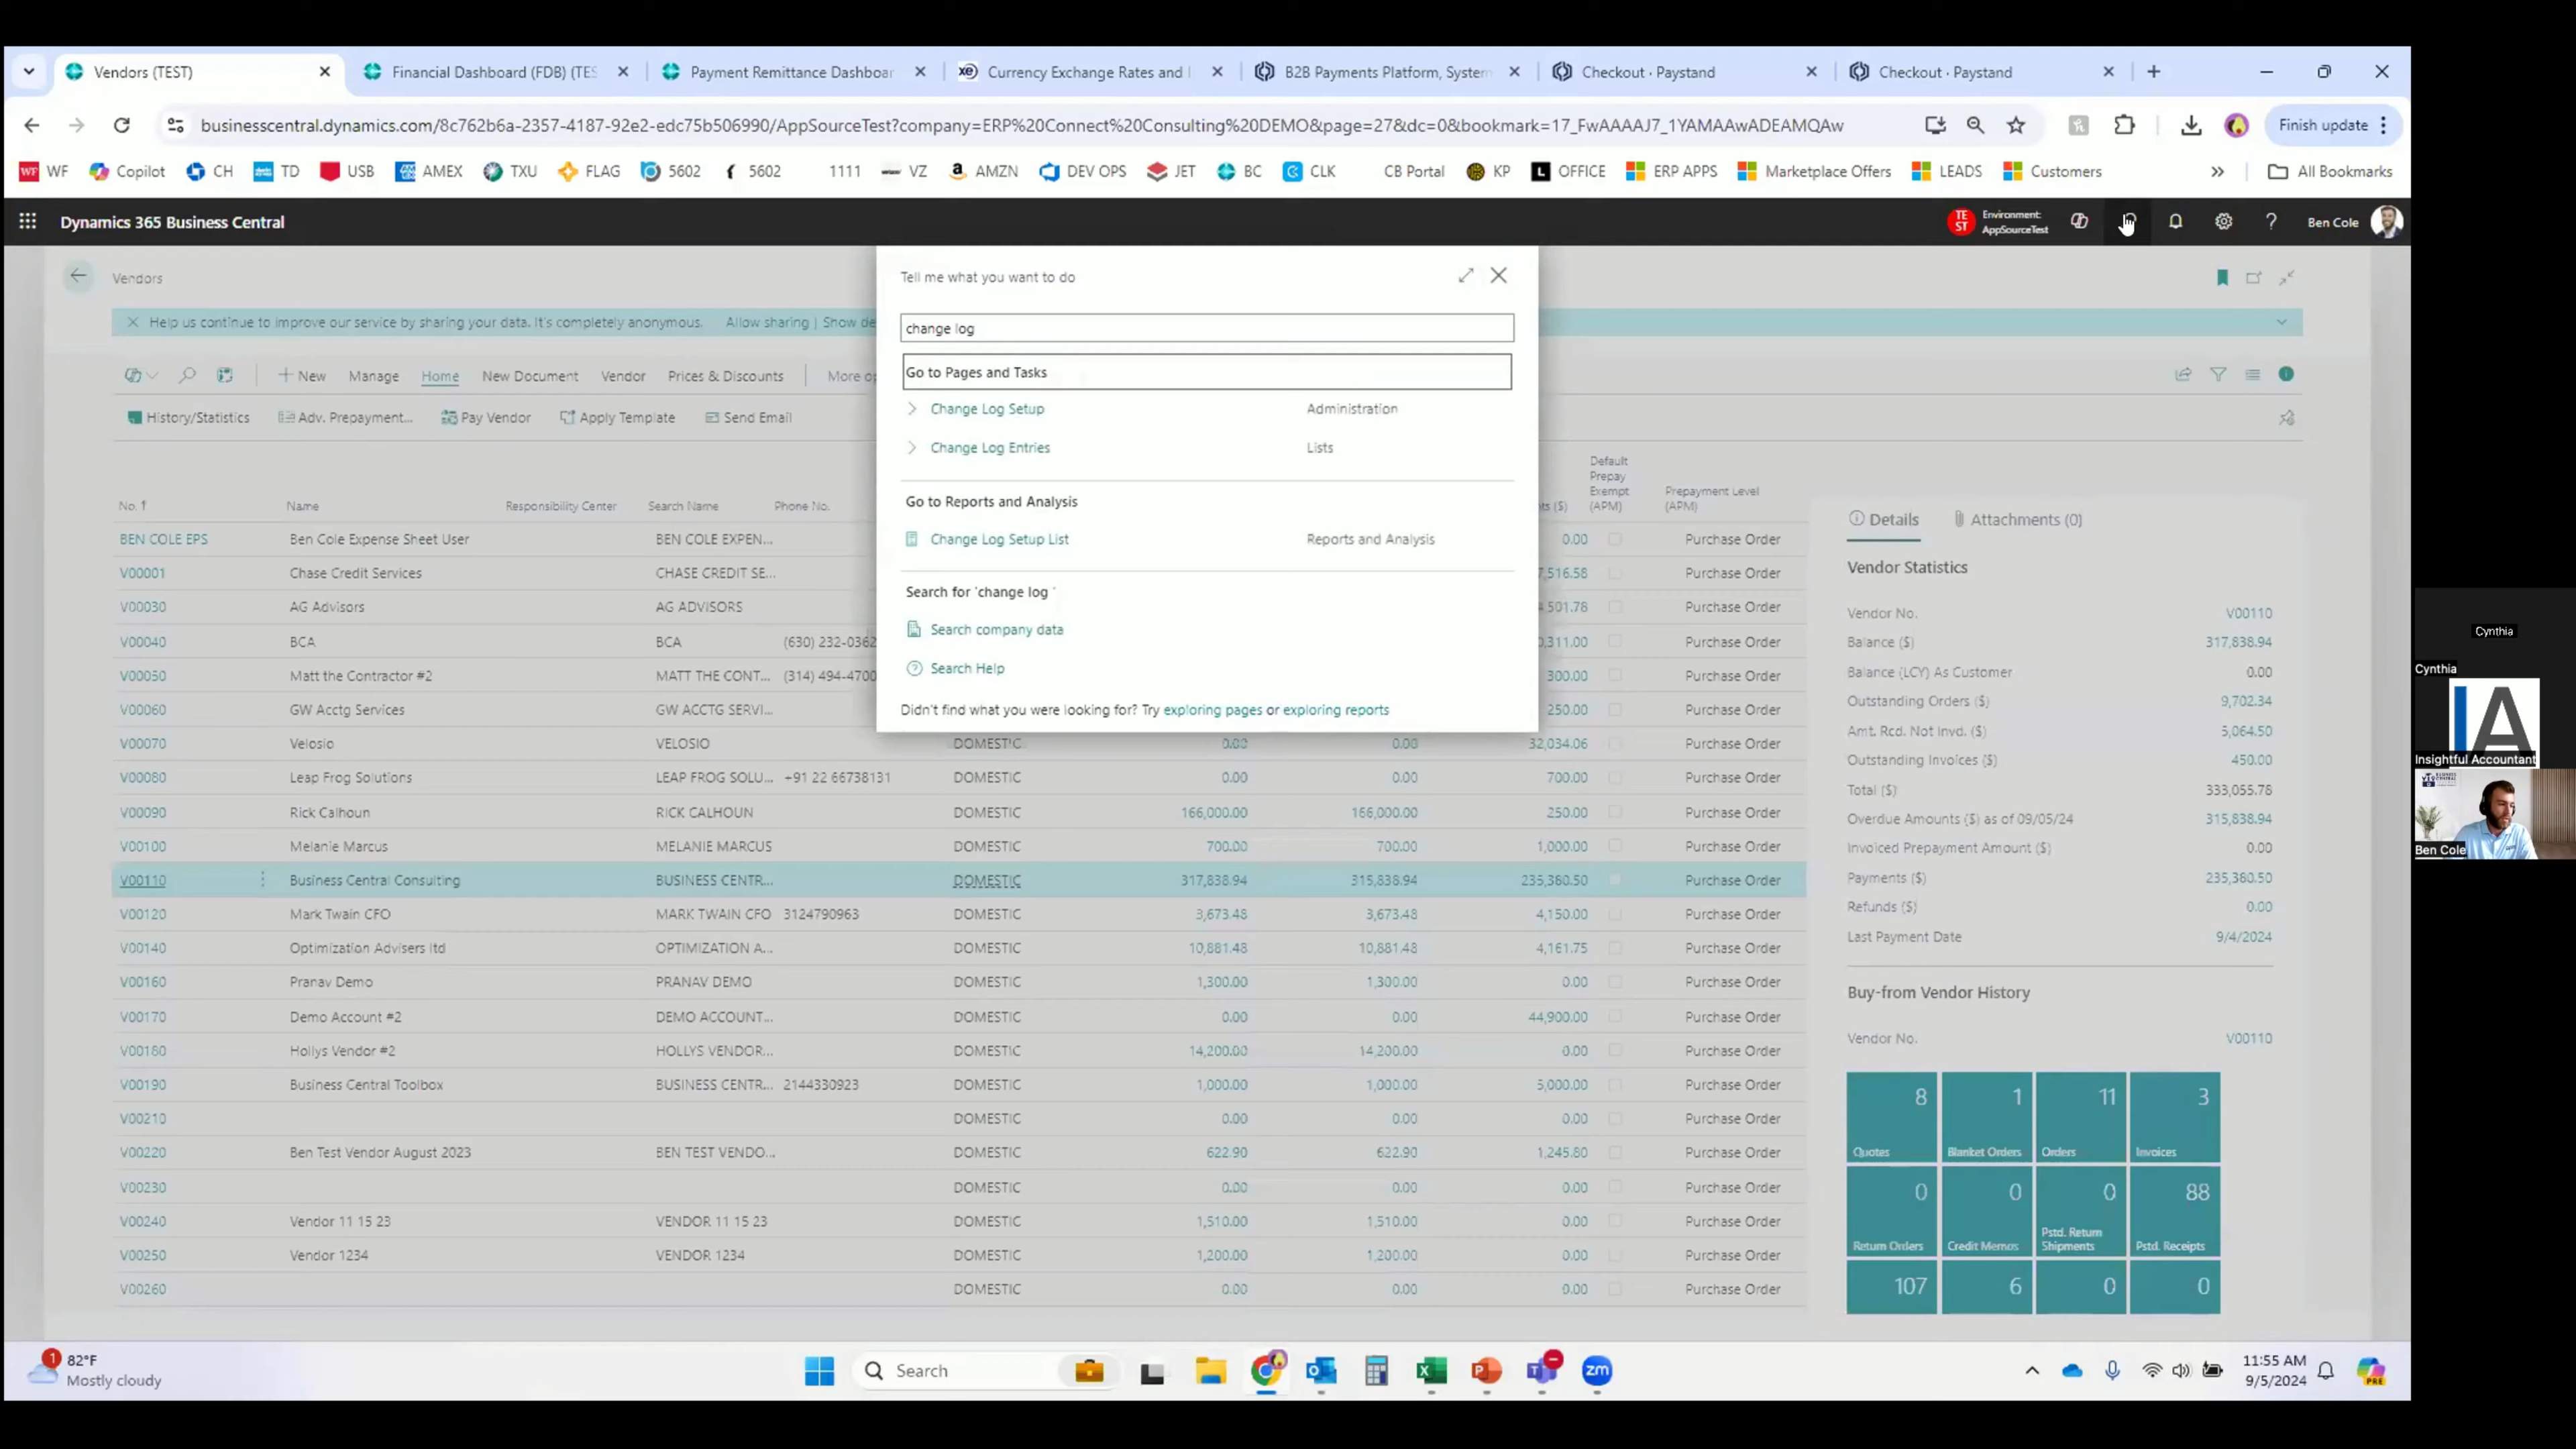 Vendors (TEST)
Financial Dashboard (FDB) (TES
Payment Remittance Dashboar
Currency Exchange Rates and I
B2B Payments Platform, System
Checkout · Paystand
Checkout · Paystand
businesscentral.dynamics.com/8c762b6a-2357-4187-92e2-edc75b506990/AppSourceTest?company=ERP%20Connect%20Consulting%20DEMO&page=27&dc=0&bookmark=17_FwAAAAJ7_1YAMAAwADEAMQAw
Finish update
WF WF Copilot CH TD USB AMEX TXU FLAG 5602 5602 1111 VZ AMZN DEV OPS JET BC CLK CB Portal KP OFFICE ERP APPS Marketplace Offers LEADS Customers All Bookmarks
Dynamics 365 Business Central
TE ST
Environment:
AppSourceTest
Ben Cole
Vendors
Help us continue to improve our service by sharing your data. It's completely anonymous. Allow sharing | Show de
New Manage Home New Document Vendor Prices & Discounts More op
History/Statistics Adv. Prepayment... Pay Vendor Apply Template Send Email
Tell me what you want to do
change log
Go to Pages and Tasks
Change Log Setup Administration
Change Log Entries Lists
Go to Reports and Analysis
Change Log Setup List Reports and Analysis
Search for 'change log '
Search company data
Search Help
Didn't find what you were looking for? Try exploring pages or exploring reports
No. ↑ Name Responsibility Center Search Name Phone No. ts ($) Default Prepay Exempt (APM) Prepayment Level (APM)
BEN COLE EPS Ben Cole Expense Sheet User BEN COLE EXPEN... 0.00 Purchase Order
V00001 Chase Credit Services CHASE CREDIT SE... 7,516.58 Purchase Order
V00030 AG Advisors AG ADVISORS 501.78 Purchase Order
V00040 BCA BCA (630) 232-0362 311.00 Purchase Order
V00050 Matt the Contractor #2 MATT THE CONT... (314) 494-4700 300.00 Purchase Order
V00060 GW Acctg Services GW ACCTG SERVI... 250.00 Purchase Order
V00070 Velosio VELOSIO DOMESTIC 0.00 0.00 32,034.06 Purchase Order
V00080 Leap Frog Solutions LEAP FROG SOLU... +91 22 66738131 DOMESTIC 0.00 0.00 700.00 Purchase Order
V00090 Rick Calhoun RICK CALHOUN DOMESTIC 166,000.00 166,000.00 250.00 Purchase Order
V00100 Melanie Marcus MELANIE MARCUS DOMESTIC 700.00 700.00 1,000.00 Purchase Order
V00110 Business Central Consulting BUSINESS CENTR... DOMESTIC 317,838.94 315,838.94 235,360.50 Purchase Order
V00120 Mark Twain CFO MARK TWAIN CFO 3124790963 DOMESTIC 3,673.48 3,673.48 4,150.00 Purchase Order
V00140 Optimization Advisers ltd OPTIMIZATION A... DOMESTIC 10,881.48 10,881.48 4,161.75 Purchase Order
V00160 Pranav Demo PRANAV DEMO DOMESTIC 1,300.00 1,300.00 0.00 Purchase Order
V00170 Demo Account #2 DEMO ACCOUNT... DOMESTIC 0.00 0.00 44,900.00 Purchase Order
V00180 Hollys Vendor #2 HOLLYS VENDOR... DOMESTIC 14,200.00 14,200.00 0.00 Purchase Order
V00190 Business Central Toolbox BUSINESS CENTR... 2144330923 DOMESTIC 1,000.00 1,000.00 5,000.00 Purchase Order
V00210 DOMESTIC 0.00 0.00 0.00 Purchase Order
V00220 Ben Test Vendor August 2023 BEN TEST VENDO... DOMESTIC 622.90 622.90 1,245.80 Purchase Order
V00230 DOMESTIC 0.00 0.00 0.00 Purchase Order
V00240 Vendor 11 15 23 VENDOR 11 15 23 DOMESTIC 1,510.00 1,510.00 0.00 Purchase Order
V00250 Vendor 1234 VENDOR 1234 DOMESTIC 1,200.00 1,200.00 0.00 Purchase Order
V00260 DOMESTIC 0.00 0.00 0.00 Purchase Order
Details Attachments (0)
Vendor Statistics
Vendor No. V00110
Balance ($) 317,838.94
Balance (LCY) As Customer 0.00
Outstanding Orders ($) 9,702.34
Amt. Rcd. Not Invd. ($) 5,064.50
Outstanding Invoices ($) 450.00
Total ($) 333,055.78
Overdue Amounts ($) as of 09/05/24 315,838.94
Invoiced Prepayment Amount ($) 0.00
Payments ($) 235,360.50
Refunds ($) 0.00
Last Payment Date 9/4/2024
Buy-from Vendor History
Vendor No. V00110
8 1 11 3
Quotes Blanket Orders Orders Invoices
0 0 0 88
Return Orders Credit Memos Pstd. Return Shipments Pstd. Receipts
107 6 0 0
Cynthia
Cynthia
IA
Insightful Accountant
Ben Cole
1
82°F
Mostly cloudy
Search
zm
11:55 AM
9/5/2024
PRE